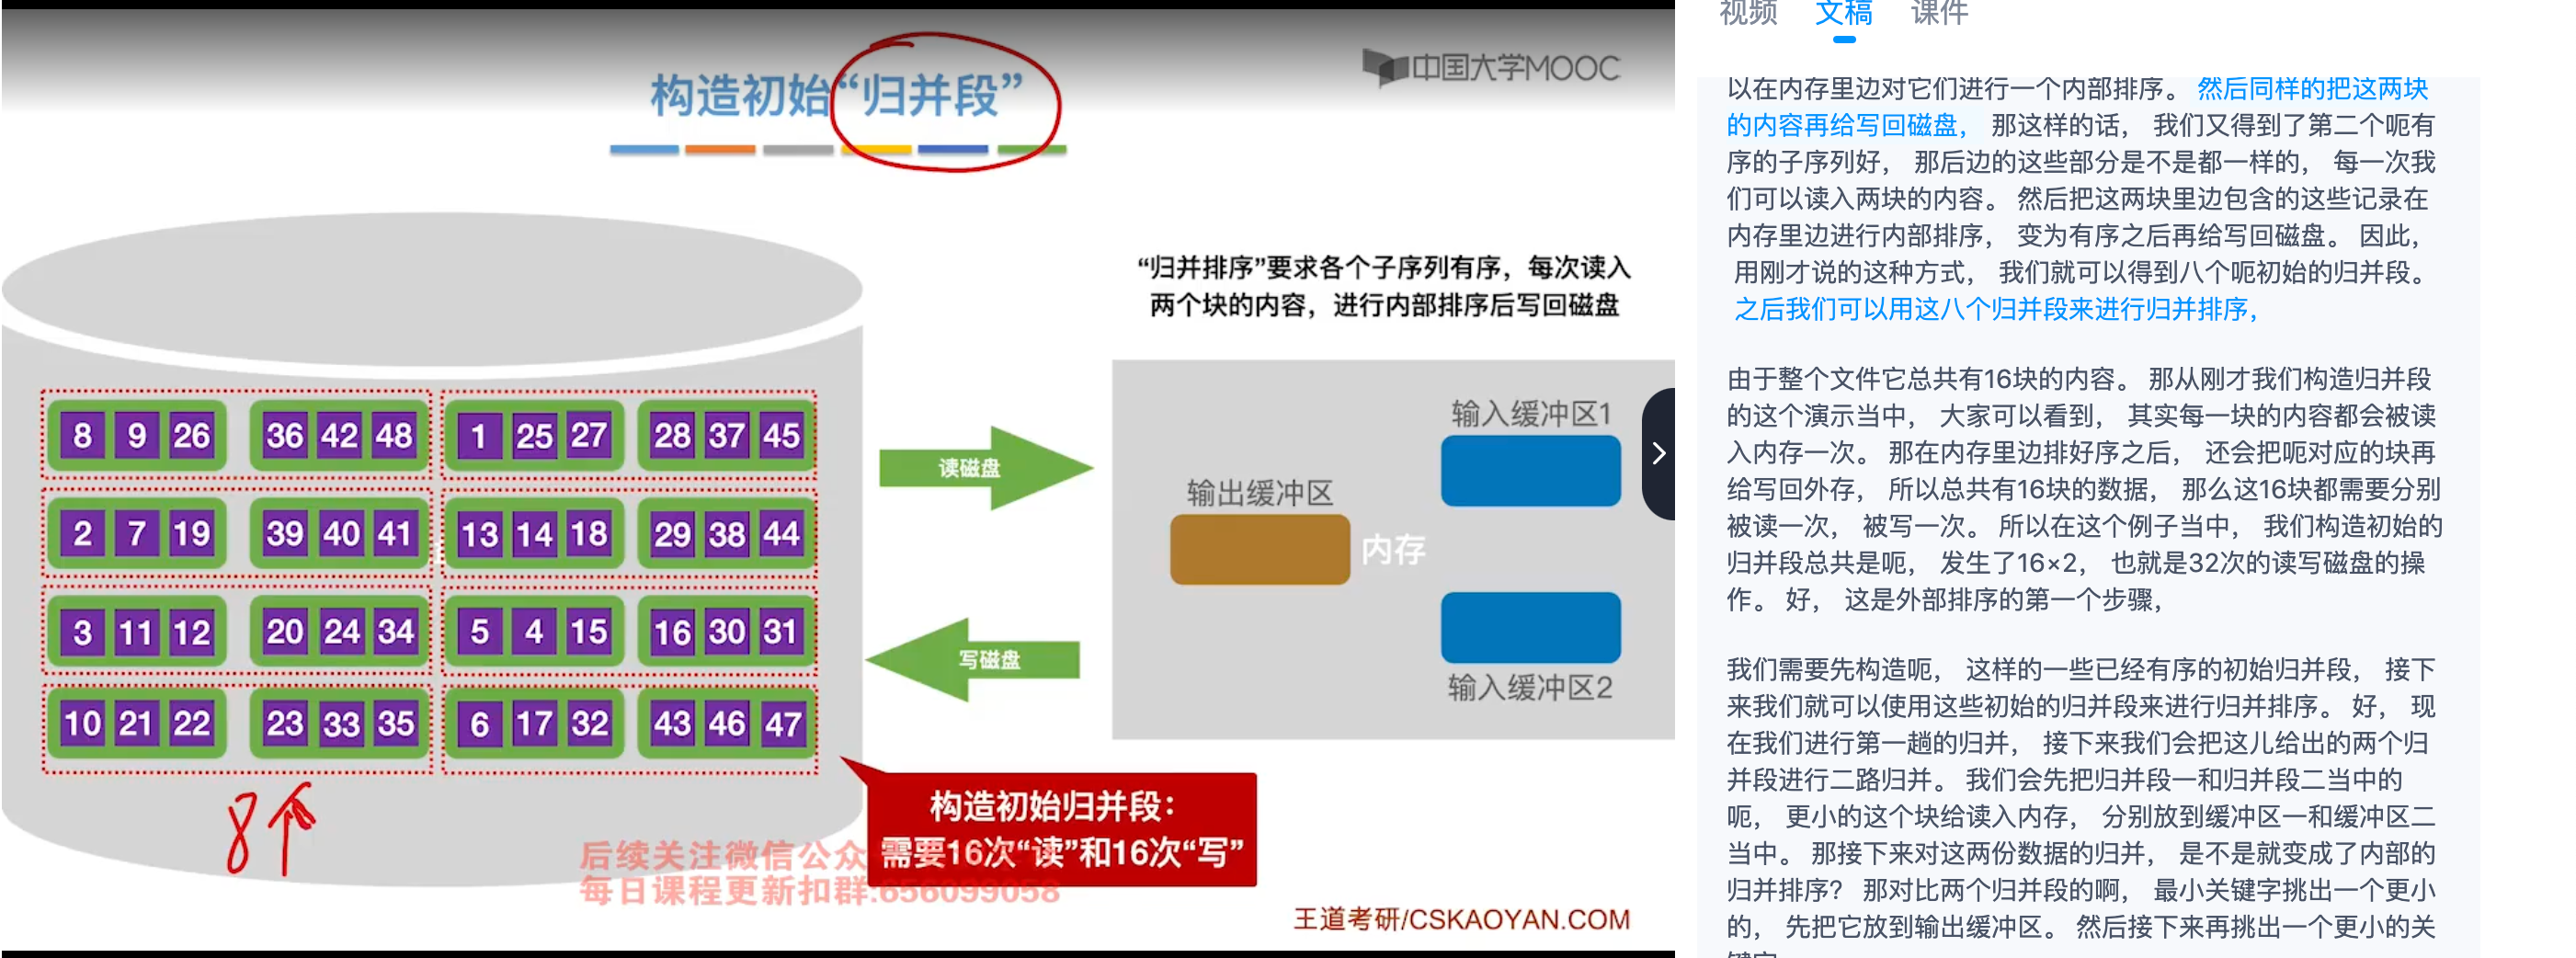 构造初始“归并段”
中国大学MOOC
“归并排序”要求各个子序列有序，每次读入
两个块的内容，进行内部排序后写回磁盘
8 9 26 36 42 48 1 25 27 28 37 45
2 7 19 39 40 41 13 14 18 29 38 44
3 11 12 20 24 34 5 4 15 16 30 31
10 21 22 23 33 35 6 17 32 43 46 47
8个
读磁盘
写磁盘
输入缓冲区1
输出缓冲区
内存
输入缓冲区2
构造初始归并段：
需要16次“读”和16次“写”
后续关注微信公众
每日课程更新扣群:656099058
王道考研/CSKAOYAN.COM
视频 文稿 课件
以在内存里边对它们进行一个内部排序。 然后同样的把这两块
的内容再给写回磁盘， 那这样的话， 我们又得到了第二个呃有
序的子序列好， 那后边的这些部分是不是都一样的， 每一次我
们可以读入两块的内容。 然后把这两块里边包含的这些记录在
内存里边进行内部排序， 变为有序之后再给写回磁盘。 因此，
用刚才说的这种方式， 我们就可以得到八个呃初始的归并段。
之后我们可以用这八个归并段来进行归并排序，
由于整个文件它总共有16块的内容。 那从刚才我们构造归并段
的这个演示当中， 大家可以看到， 其实每一块的内容都会被读
入内存一次。 那在内存里边排好序之后， 还会把呃对应的块再
给写回外存， 所以总共有16块的数据， 那么这16块都需要分别
被读一次， 被写一次。 所以在这个例子当中， 我们构造初始的
归并段总共是呃， 发生了16×2， 也就是32次的读写磁盘的操
作。 好， 这是外部排序的第一个步骤，
我们需要先构造呃， 这样的一些已经有序的初始归并段， 接下
来我们就可以使用这些初始的归并段来进行归并排序。 好， 现
在我们进行第一趟的归并， 接下来我们会把这儿给出的两个归
并段进行二路归并。 我们会先把归并段一和归并段二当中的
呃， 更小的这个块给读入内存， 分别放到缓冲区一和缓冲区二
当中。 那接下来对这两份数据的归并， 是不是就变成了内部的
归并排序？ 那对比两个归并段的啊， 最小关键字挑出一个更小
的， 先把它放到输出缓冲区。 然后接下来再挑出一个更小的关